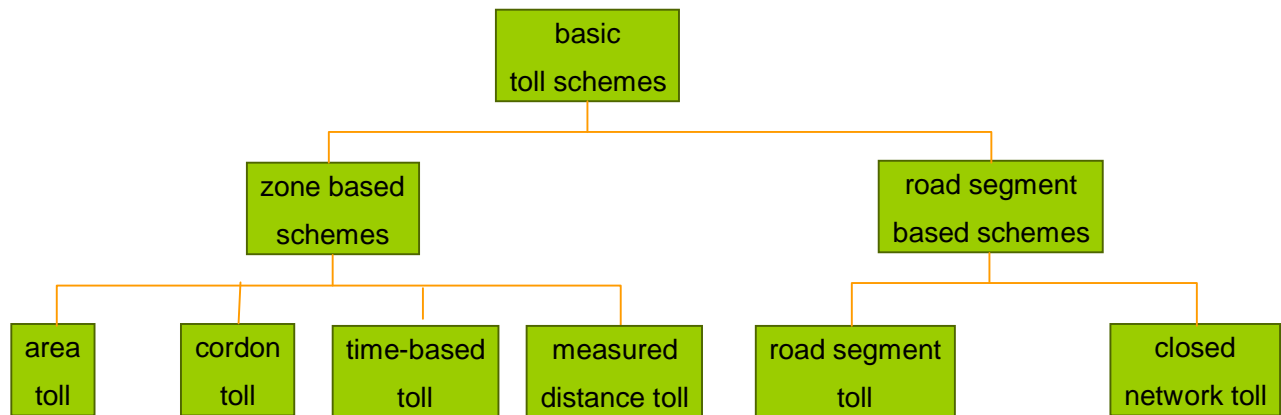 basic
toll schemes
zone based
schemes
road segment
based schemes
area
toll
cordon
toll
time-based
toll
measured
distance toll
road segment
toll
closed
network toll